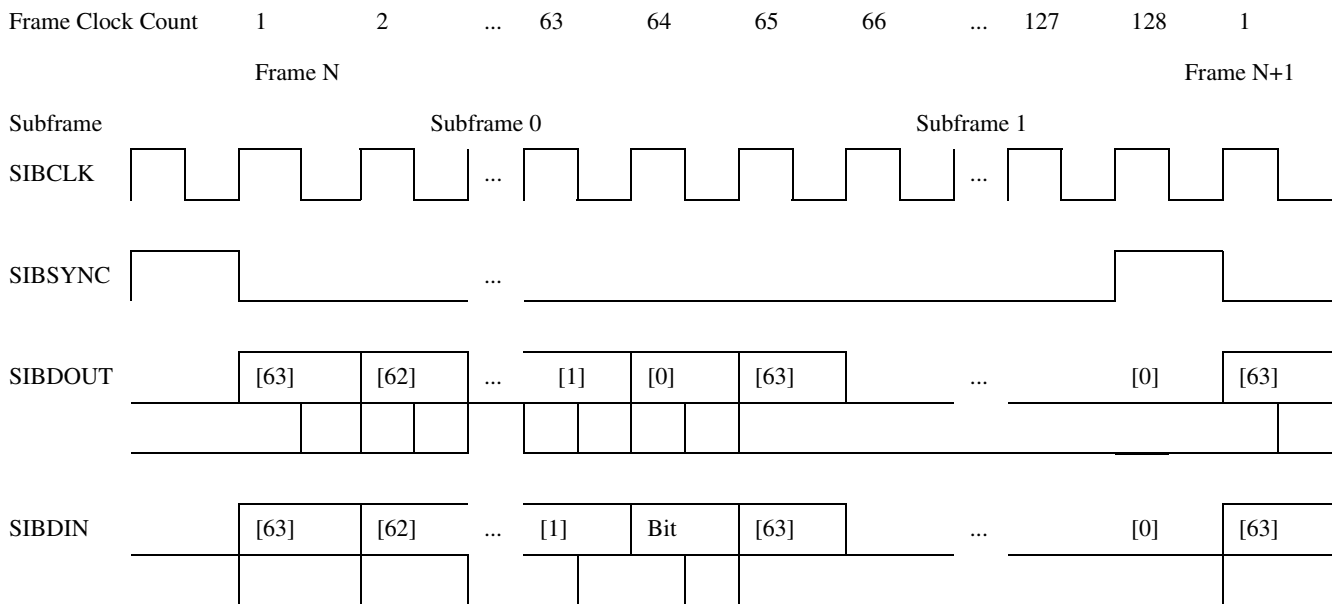 Frame Clock Count 1 2 ... 63 64 65 66 ... 127 128 1
Frame N Frame N+1
Subframe Subframe 0 Subframe 1
SIBCLK ... ...
SIBSYNC ...
SIBDOUT [63] [62] ... [1] [0] [63] ... [0] [63]
SIBDIN [63] [62] ... [1] Bit [63] ... [0] [63]